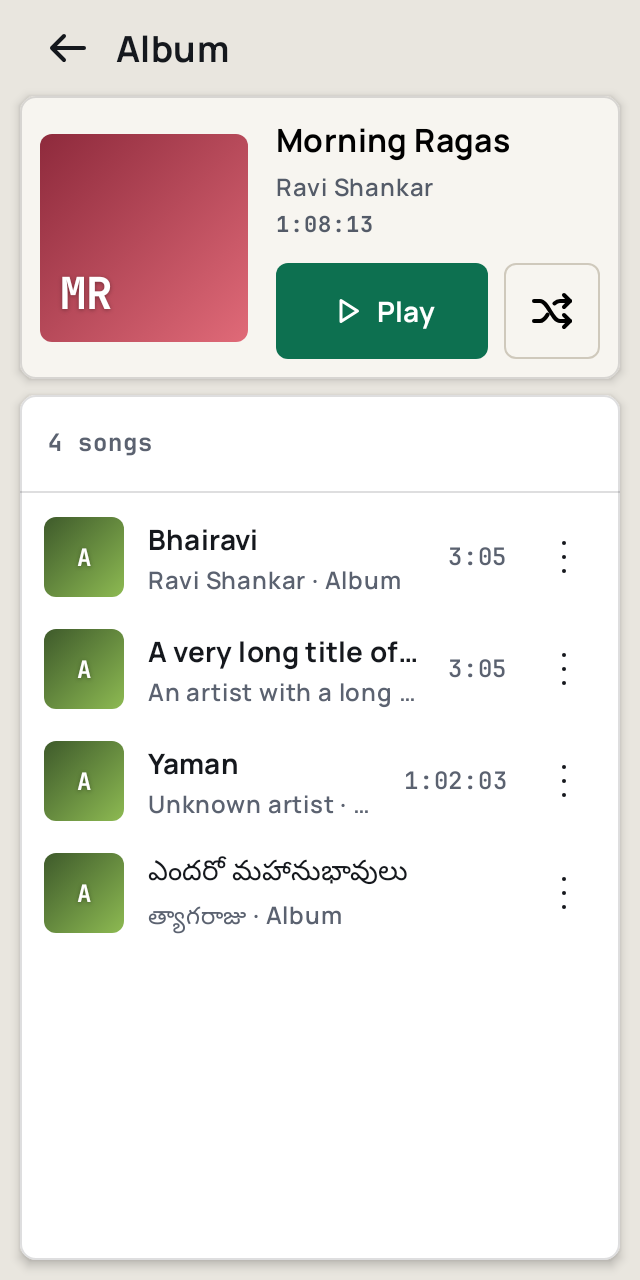 Album
Morning Ragas
Ravi Shankar
1:08:13
MR
Play
4 songs
A
Bhairavi
3:05
Ravi Shankar · Album
A
A very long title of…
3:05
An artist with a long …
A
Yaman
1:02:03
Unknown artist · …
A
ఎందరో మహానుభావులు
త్యాగరాజు · Album